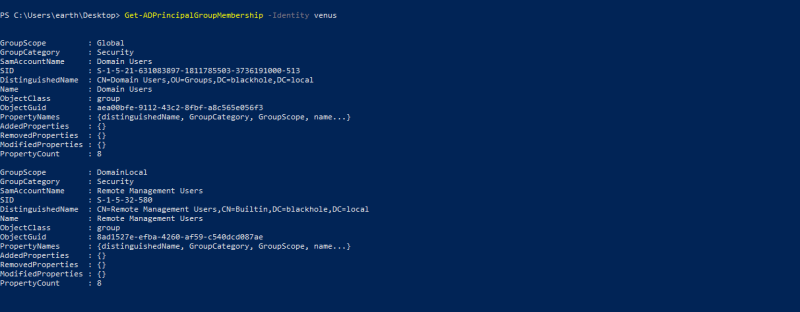 PS C:\Users\earth\Desktop> Get-ADPrincipalGroupMembership -Identity venus
GroupScope : Global
GroupCategory : Security
SamAccountName : Domain Users
SID : S-1-5-21-631083897-1811785503-3736191000-513
DistinguishedName : CN=Domain Users,OU=Groups,DC=blackhole,DC=local
Name : Domain Users
ObjectClass : group
ObjectGuid : aea00bfe-9112-43c2-8fbf-a8c565e056f3
PropertyNames : {distinguishedName, GroupCategory, GroupScope, name...}
AddedProperties : {}
RemovedProperties : {}
ModifiedProperties : {}
PropertyCount : 8
GroupScope : DomainLocal
GroupCategory : Security
SamAccountName : Remote Management Users
SID : S-1-5-32-580
DistinguishedName : CN=Remote Management Users,CN=Builtin,DC=blackhole,DC=local
Name : Remote Management Users
ObjectClass : group
ObjectGuid : 8ad1527e-efba-4260-af59-c540dcd087ae
PropertyNames : {distinguishedName, GroupCategory, GroupScope, name...}
AddedProperties : {}
RemovedProperties : {}
ModifiedProperties : {}
PropertyCount : 8